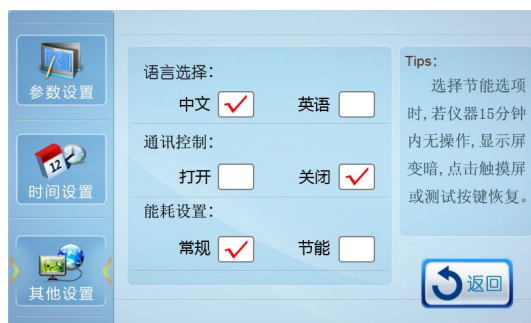 参数设置
时间设置
其他设置
语言选择：
中文 英语
通讯控制：
打开 关闭
能耗设置：
常规 节能
Tips:
选择节能选项
时,若仪器15分钟
内无操作,显示屏
变暗,点击触摸屏
或测试按键恢复。
返回
12